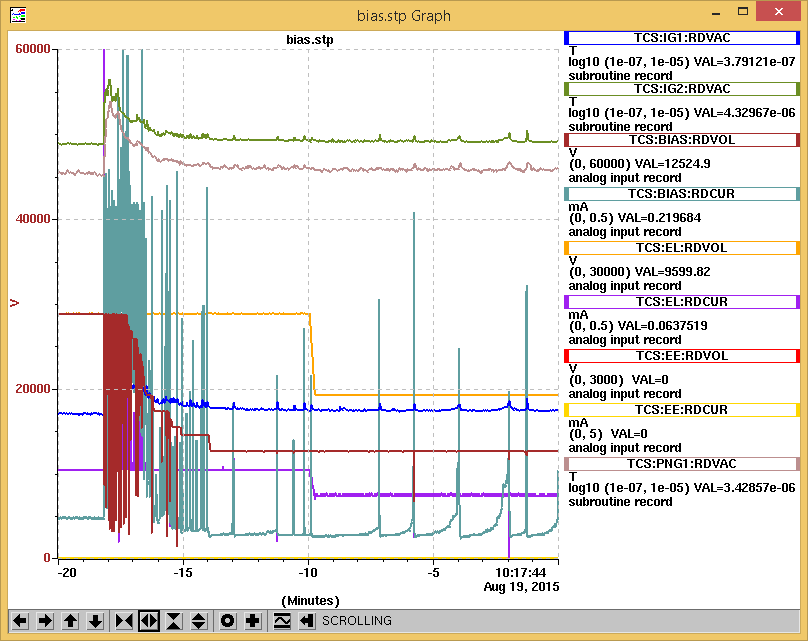 bias.stp Graph
bias.stp
60000
40000
V
20000
0
-20
-15
-10
-5
10:17:44
Aug 19, 2015
(Minutes)
TCS:IG1:RDVAC
T
log10 (1e-07, 1e-05) VAL=3.79121e-07
subroutine record
TCS:IG2:RDVAC
T
log10 (1e-07, 1e-05) VAL=4.32967e-06
subroutine record
TCS:BIAS:RDVOL
V
(0, 60000) VAL=12524.9
analog input record
TCS:BIAS:RDCUR
mA
(0, 0.5) VAL=0.219684
analog input record
TCS:EL:RDVOL
V
(0, 30000) VAL=9599.82
analog input record
TCS:EL:RDCUR
mA
(0, 0.5) VAL=0.0637519
analog input record
TCS:EE:RDVOL
V
(0, 3000) VAL=0
analog input record
TCS:EE:RDCUR
mA
(0, 5) VAL=0
analog input record
TCS:PNG1:RDVAC
T
log10 (1e-07, 1e-05) VAL=3.42857e-06
subroutine record
SCROLLING